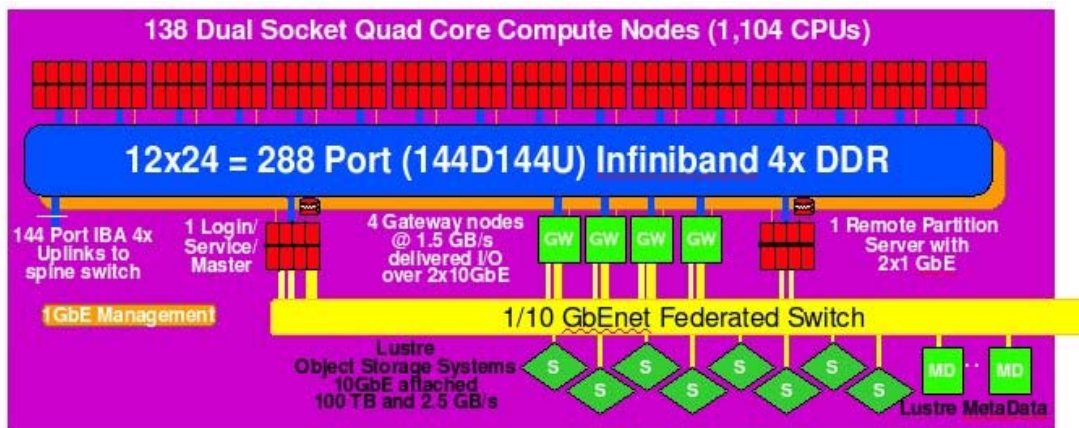 138 Dual Socket Quad Core Compute Nodes (1,104 CPUs)
12x24 = 288 Port (144D144U) Infiniband 4x DDR
144 Port IBA 4x
Uplinks to
spine switch
1 Login/
Service/
Master
4 Gateway nodes
@ 1.5 GB/s
delivered I/O
over 2x10GbE
GW
GW
GW
GW
1 Remote Partition
Server with
2x1 GbE
1GbE Management
1/10 GbEnet Federated Switch
Lustre
Object Storage Systems
10GbE attached
100 TB and 2.5 GB/s
S
S
S
S
S
S
S
S
MD
..
MD
Lustre MetaData